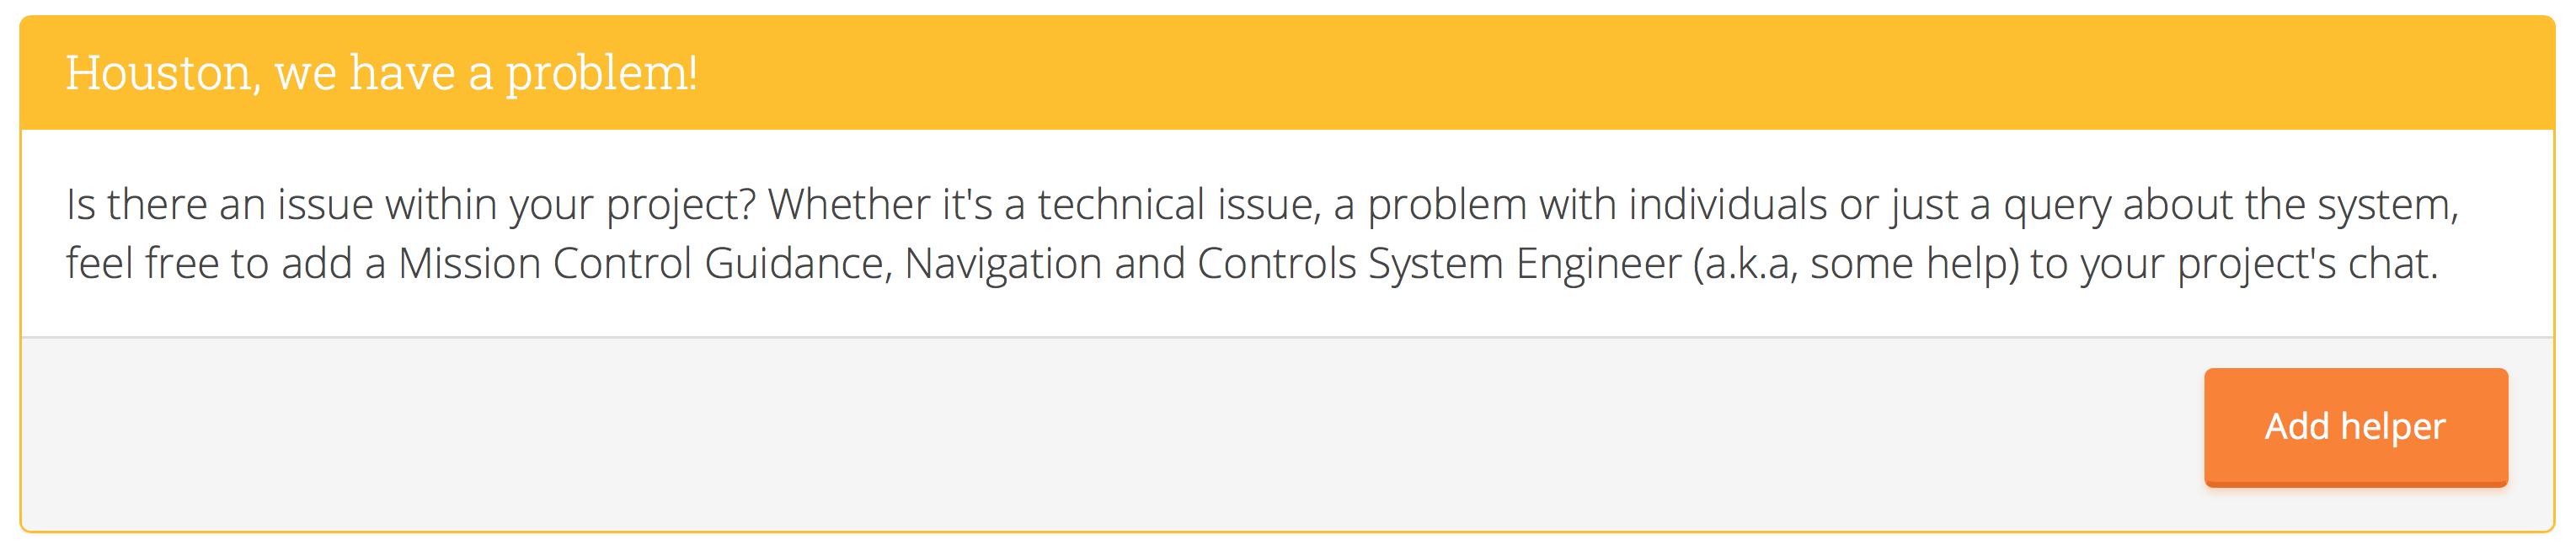 Houston, we have a problem!
Is there an issue within your project? Whether it's a technical issue, a problem with individuals or just a query about the system,
feel free to add a Mission Control Guidance, Navigation and Controls System Engineer (a.k.a, some help) to your project's chat.
Add helper